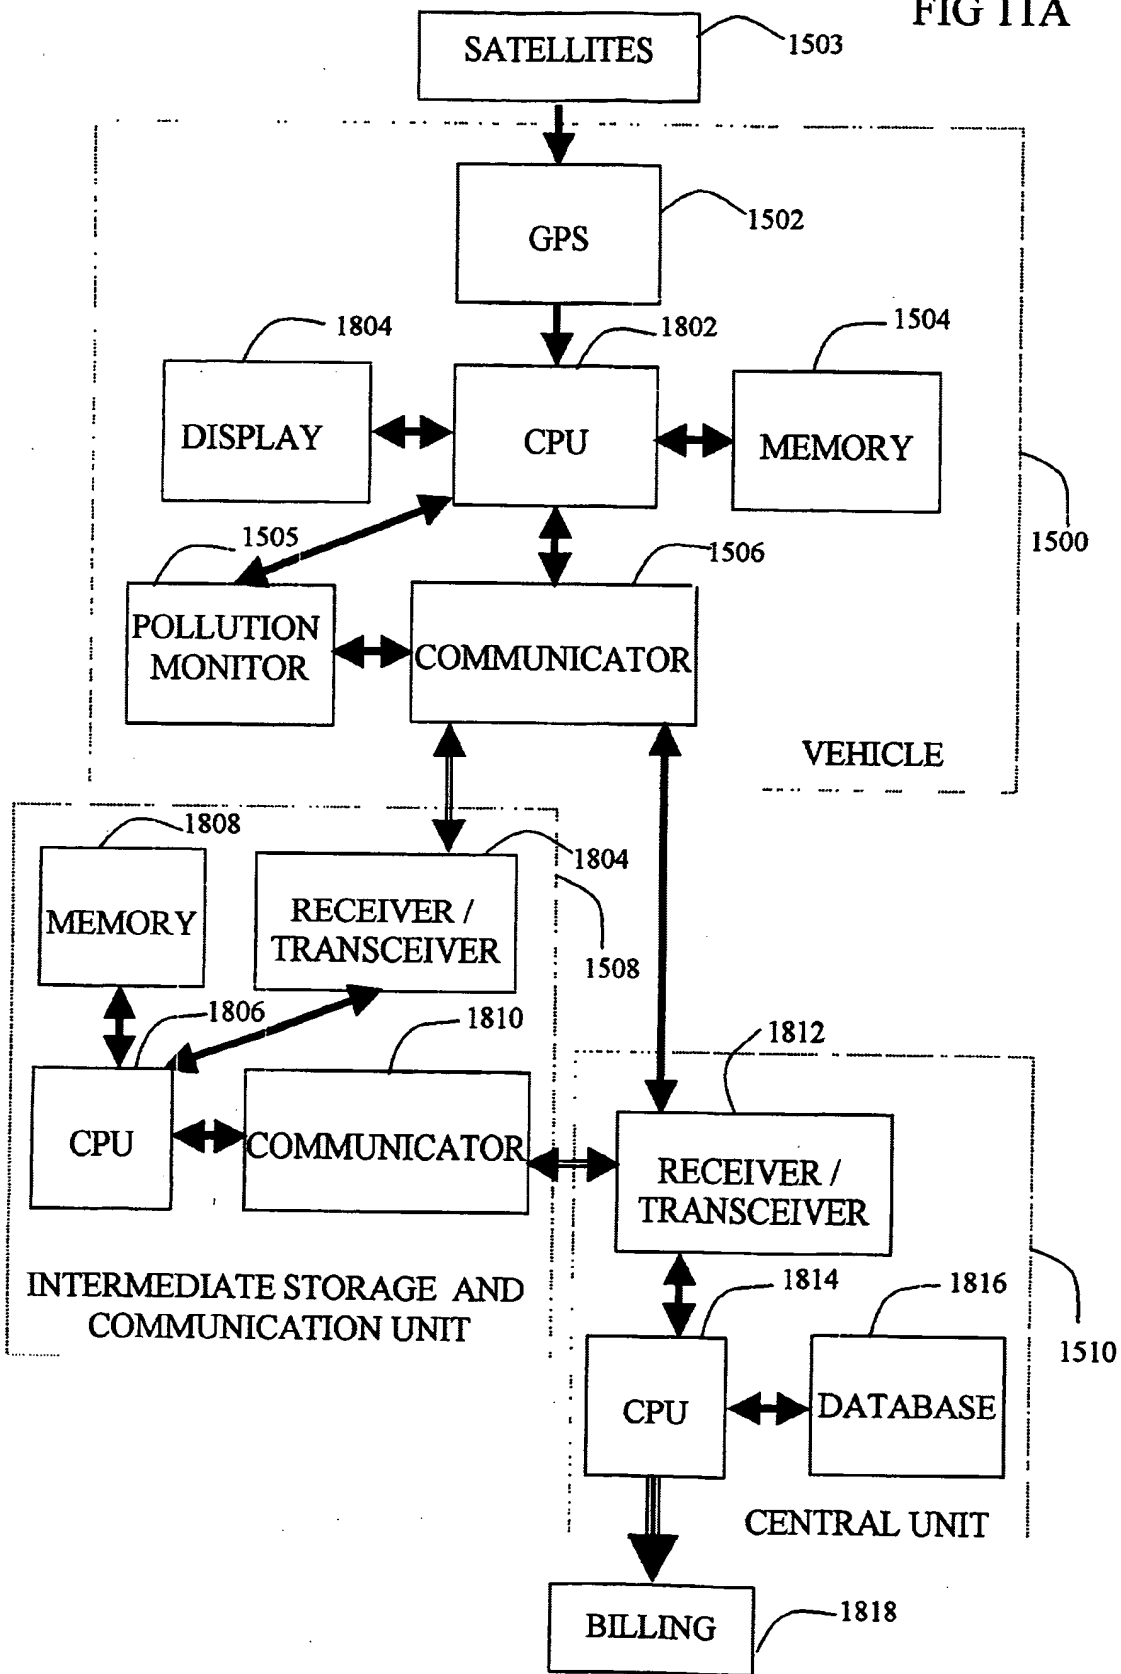 FIG 11A
SATELLITES
1503
GPS
1502
1804
1802
1504
DISPLAY
CPU
MEMORY
1505
1506
1500
POLLUTION
MONITOR
COMMUNICATOR
VEHICLE
1808
1804
MEMORY
RECEIVER /
TRANSCEIVER
1508
1806
1810
1812
CPU
COMMUNICATOR
RECEIVER /
TRANSCEIVER
INTERMEDIATE STORAGE AND
COMMUNICATION UNIT
1814
1816
1510
CPU
DATABASE
CENTRAL UNIT
BILLING
1818